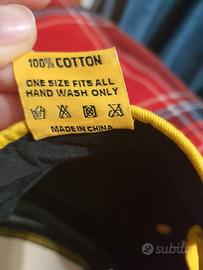 100% COTTON
ONE SIZE FITS ALL
HAND WASH ONLY
MADE IN CHINA
subito